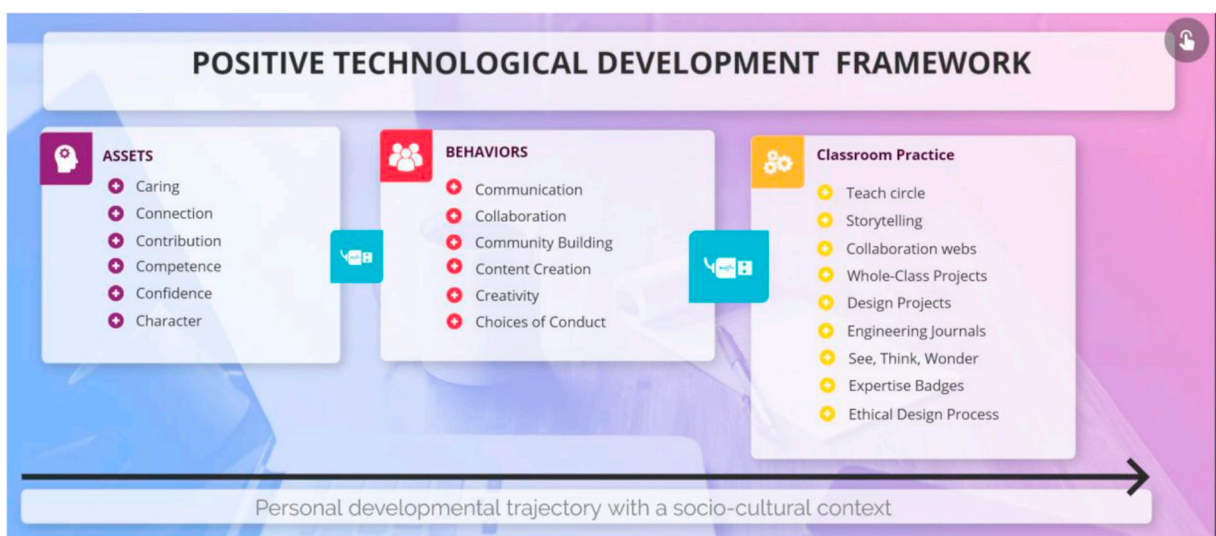 POSITIVE TECHNOLOGICAL DEVELOPMENT FRAMEWORK
ASSETS
Caring
Connection
Contribution
Competence
Confidence
Character
BEHAVIORS
Communication
Collaboration
Community Building
Content Creation
Creativity
Choices of Conduct
Classroom Practice
Teach circle
Storytelling
Collaboration webs
Whole-Class Projects
Design Projects
Engineering Journals
See, Think, Wonder
Expertise Badges
Ethical Design Process
Personal developmental trajectory with a socio-cultural context